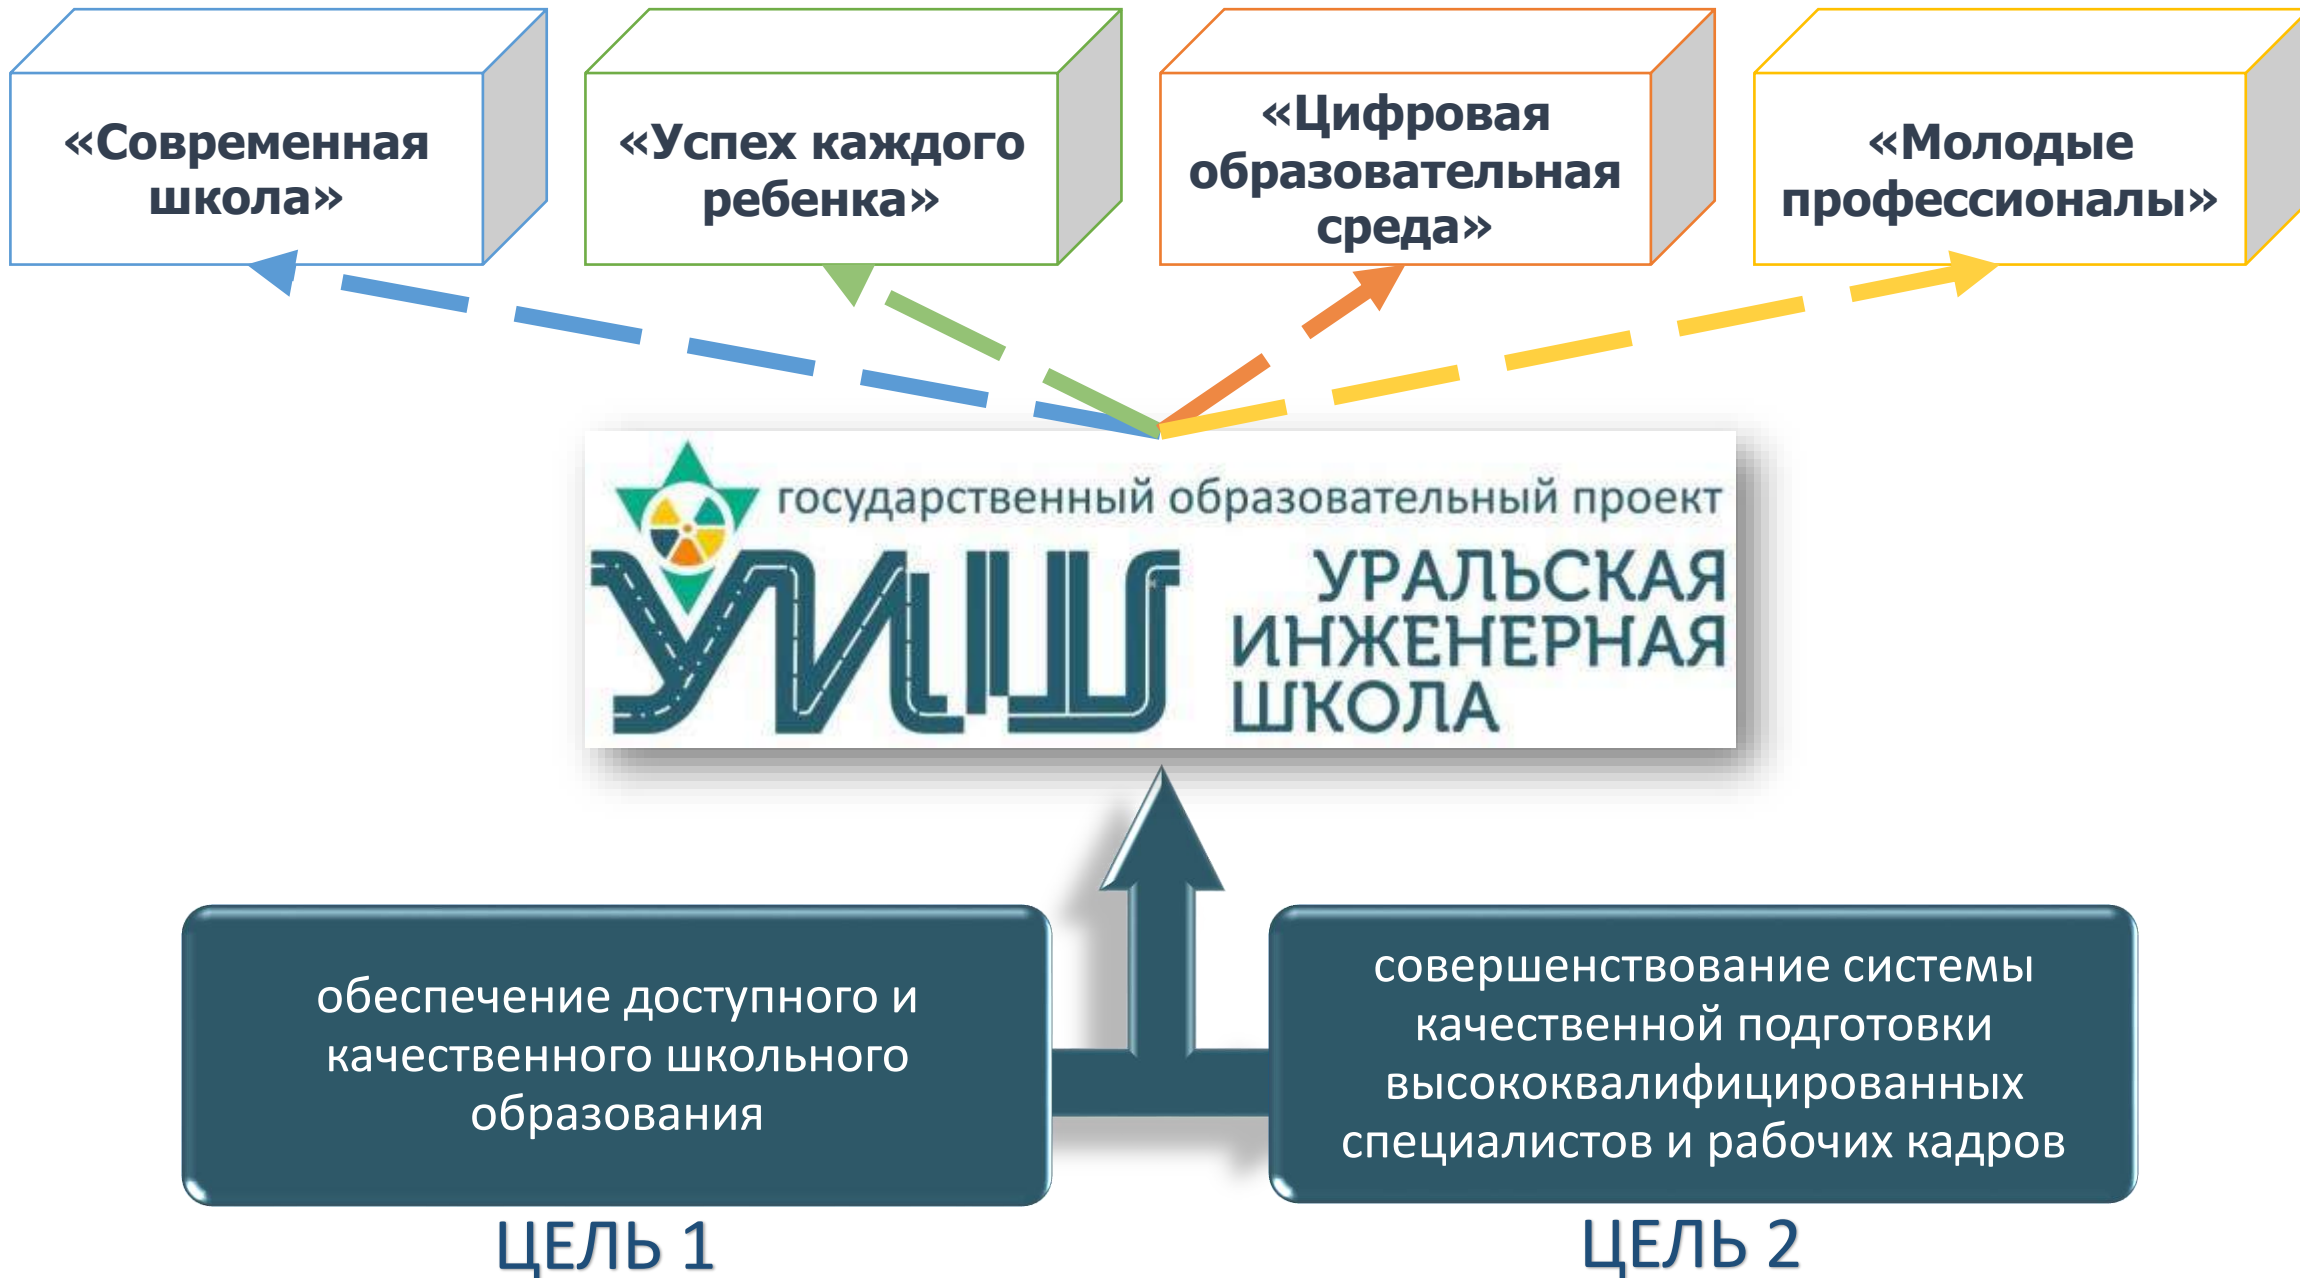 «Современная
школа»
«Успех каждого
ребенка»
«Цифровая
образовательная
среда»
«Молодые
профессионалы»
государственный образовательный проект
УИШ
УРАЛЬСКАЯ
ИНЖЕНЕРНАЯ
ШКОЛА
обеспечение доступного и
качественного школьного
образования
ЦЕЛЬ 1
совершенствование системы
качественной подготовки
высококвалифицированных
специалистов и рабочих кадров
ЦЕЛЬ 2